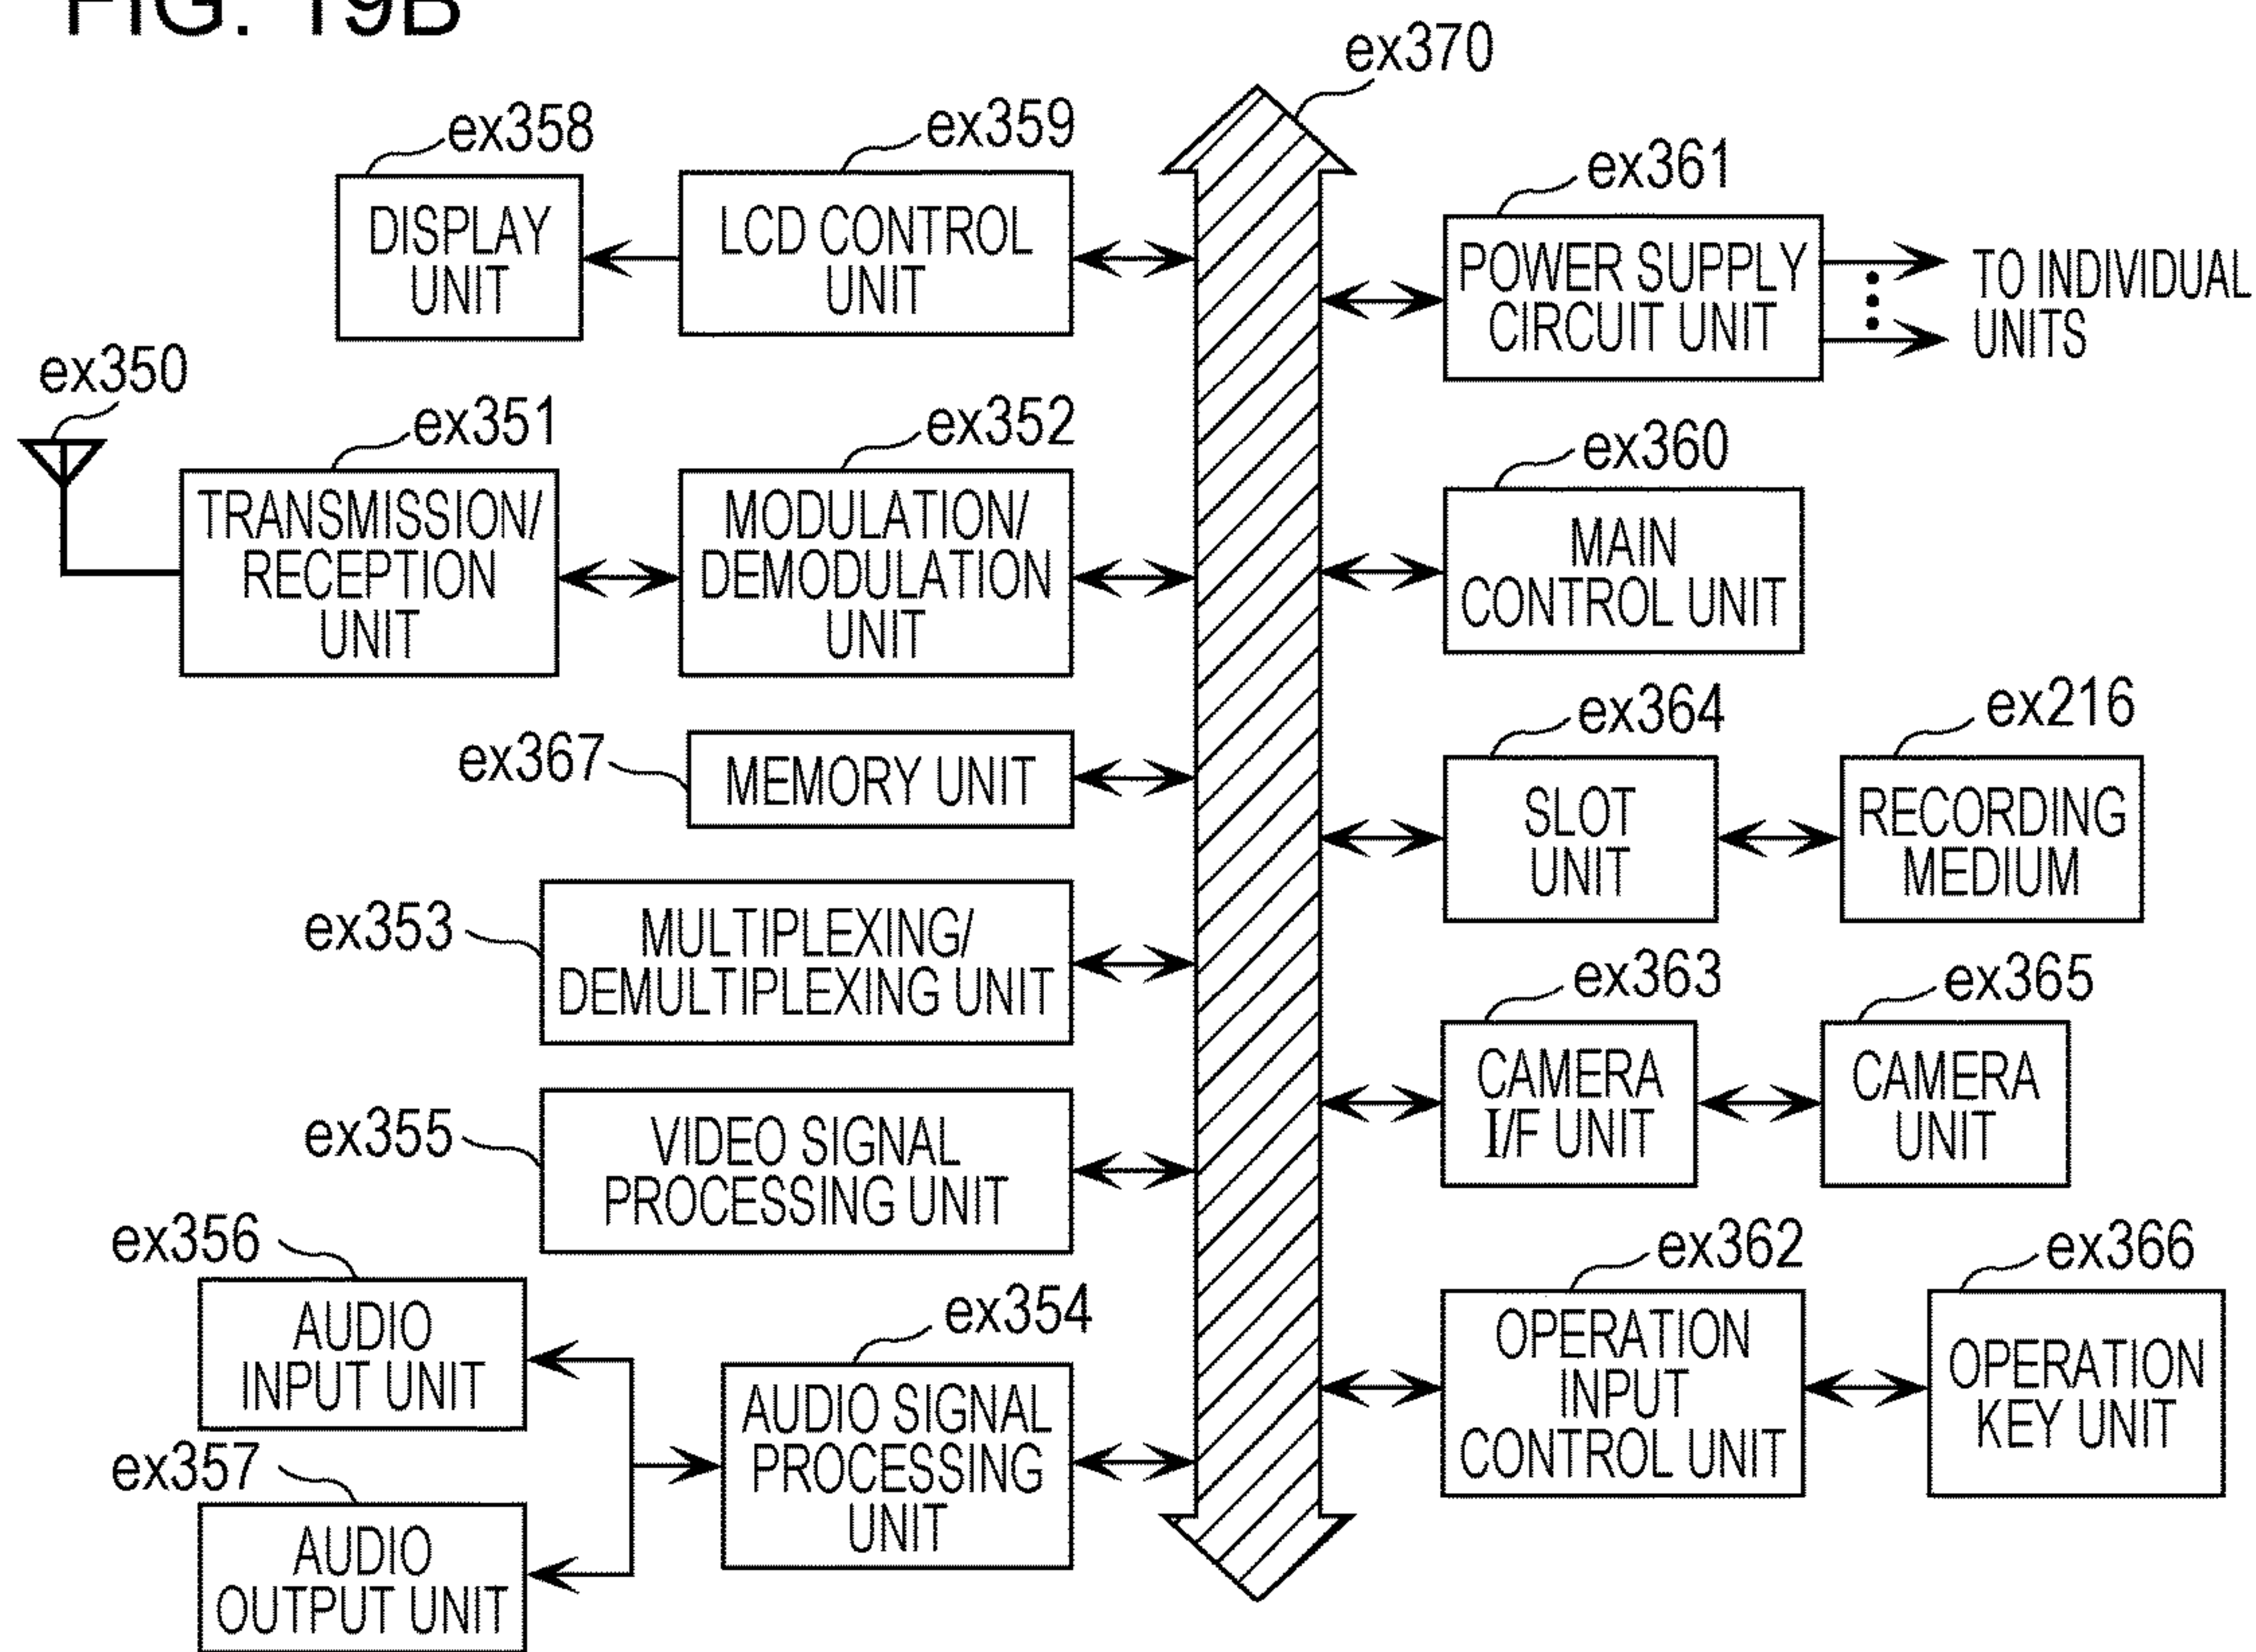 FIG. 19B
ex370
ex358
ex359
ex361
DISPLAY
UNIT
LCD CONTROL
UNIT
POWER SUPPLY
CIRCUIT UNIT
TO INDIVIDUAL
UNITS
ex350
ex351
ex352
ex360
TRANSMISSION/
RECEPTION
UNIT
MODULATION/
DEMODULATION
UNIT
MAIN
CONTROL UNIT
ex367
MEMORY UNIT
ex364
ex216
SLOT
UNIT
RECORDING
MEDIUM
ex353
MULTIPLEXING/
DEMULTIPLEXING UNIT
ex363
ex365
CAMERA
I/F UNIT
CAMERA
UNIT
ex355
VIDEO SIGNAL
PROCESSING UNIT
ex356
AUDIO
INPUT UNIT
ex354
AUDIO SIGNAL
PROCESSING
UNIT
ex362
ex366
OPERATION
INPUT
CONTROL UNIT
OPERATION
KEY UNIT
ex357
AUDIO
OUTPUT UNIT